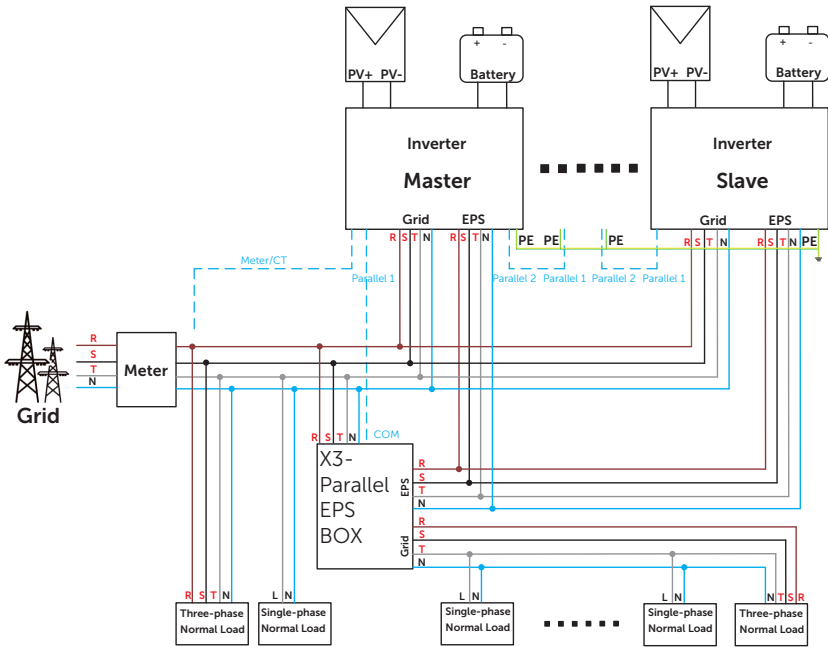 + -
+ -
PV+ PV- Battery
PV+ PV- Battery
Inverter
Master
Inverter
Slave
Grid EPS
Grid EPS
R S T N R S T N PE PE PE
R S T N R S T N PE
Meter/CT
Parallel 1 Parallel 2 Parallel 1 Parallel 2 Parallel 1
R
S
T
N
Meter
Grid
R S T N COM
X3-
Parallel
EPS
BOX
EPS
Grid
R
S
T
N
R
S
T
N
R S T N
L N
L N
L N
N T S R
Three-phase
Normal Load
Single-phase
Normal Load
Single-phase
Normal Load
Single-phase
Normal Load
Three-phase
Normal Load